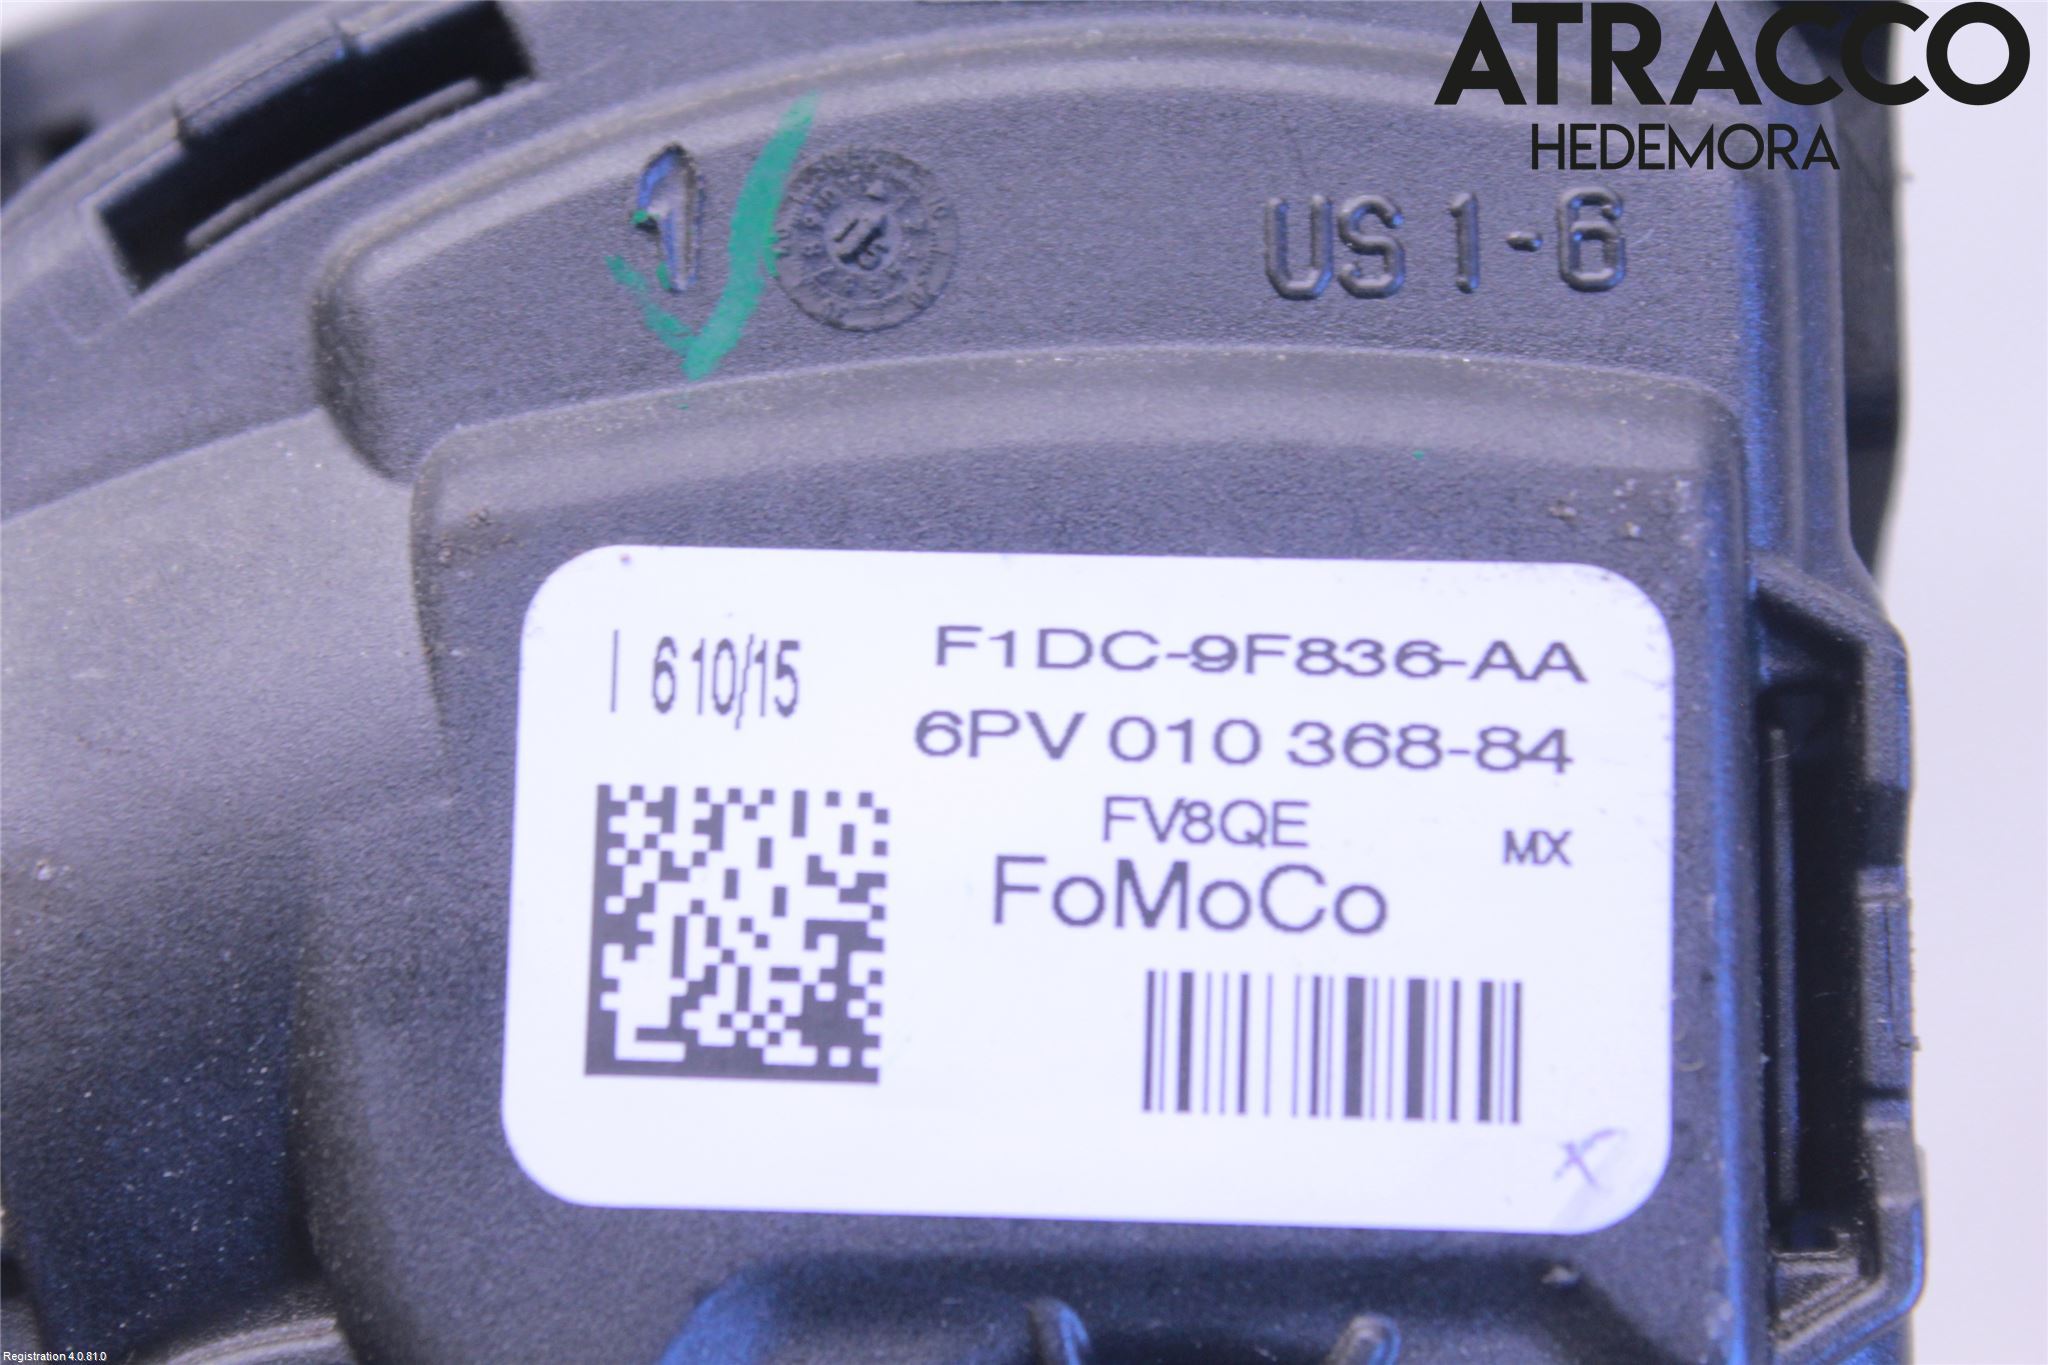 ATRACCO
HEDEMORA
1
US 1-6
| 6 10/15
F1DC-9F836-AA
6PV 010 368-84
FV8QE
MX
FoMoCo
Registration 4.0.81.0